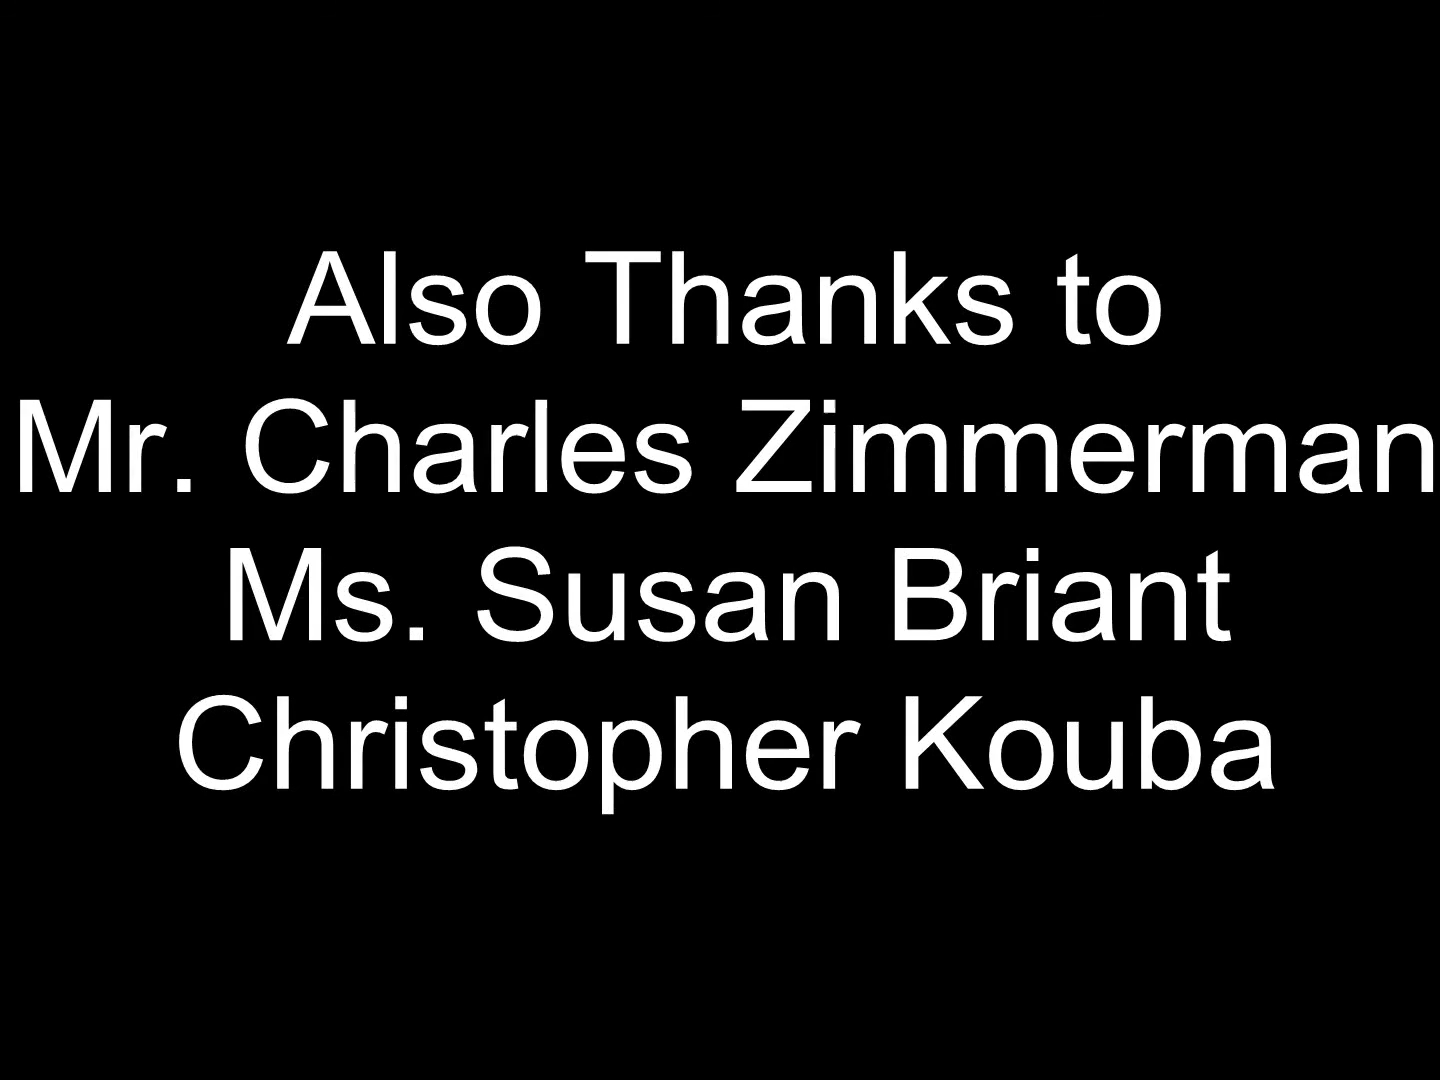 Also Thanks to
Mr. Charles Zimmerman
Ms. Susan Briant
Christopher Kouba